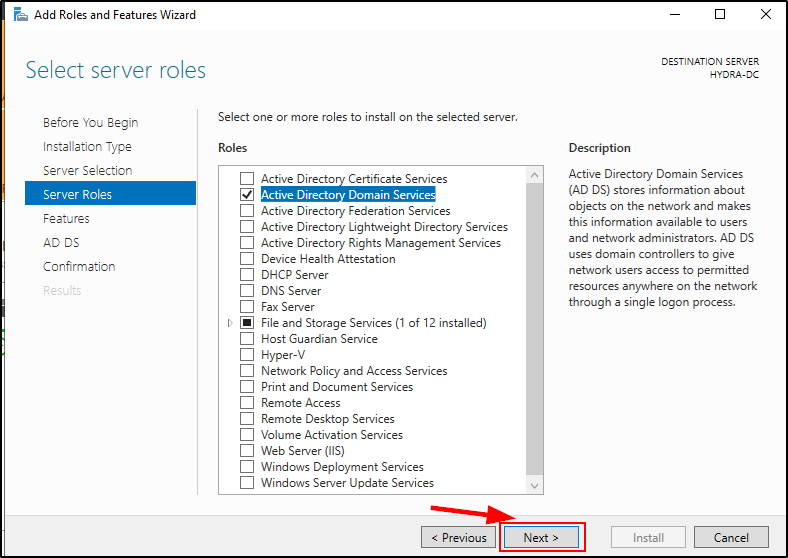 Add Roles and Features Wizard
Select server roles
DESTINATION SERVER
HYDRA-DC
Before You Begin
Installation Type
Server Selection
Server Roles
Features
AD DS
Confirmation
Results
Select one or more roles to install on the selected server.
Roles
Active Directory Certificate Services
Active Directory Domain Services
Active Directory Federation Services
Active Directory Lightweight Directory Services
Active Directory Rights Management Services
Device Health Attestation
DHCP Server
DNS Server
Fax Server
File and Storage Services (1 of 12 installed)
Host Guardian Service
Hyper-V
Network Policy and Access Services
Print and Document Services
Remote Access
Remote Desktop Services
Volume Activation Services
Web Server (IIS)
Windows Deployment Services
Windows Server Update Services
Description
Active Directory Domain Services
(AD DS) stores information about
objects on the network and makes
this information available to users
and network administrators. AD DS
uses domain controllers to give
network users access to permitted
resources anywhere on the network
through a single logon process.
< Previous
Next >
Install
Cancel